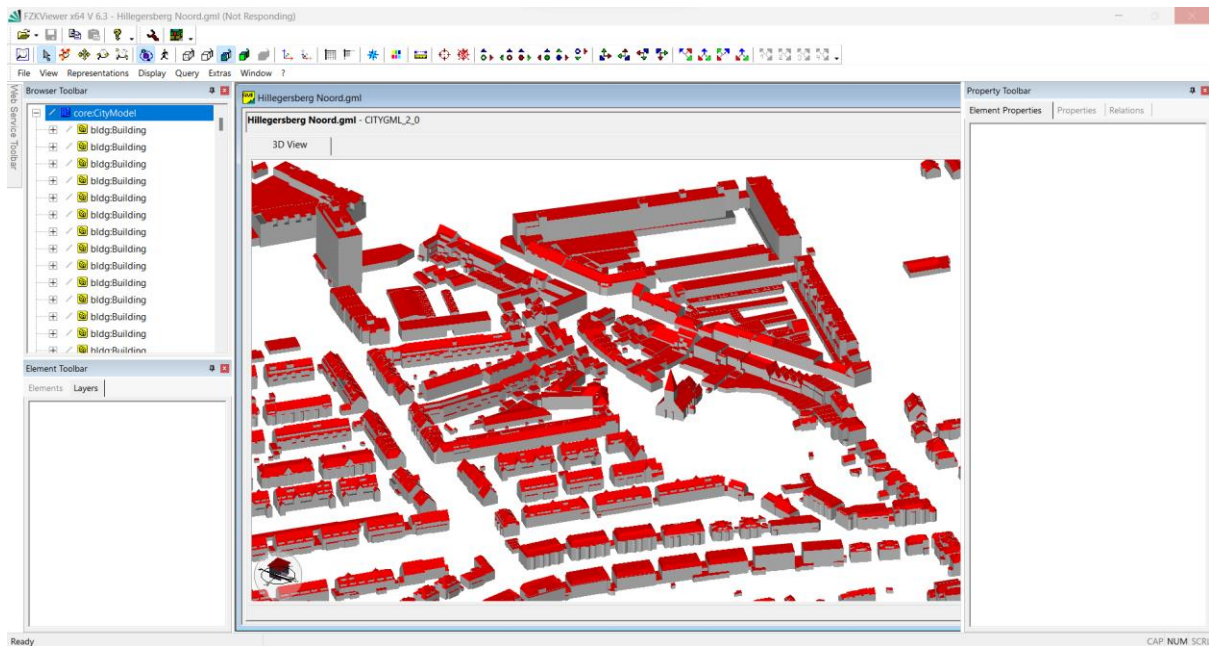 FZKViewer x64 V 6.3 - Hillegersberg Noord.gml (Not Responding)
File View Representations Display Query Extras Window ?
Web Service Toolbar
Browser Toolbar
core:CityModel
bldg:Building
bldg:Building
bldg:Building
bldg:Building
bldg:Building
bldg:Building
bldg:Building
bldg:Building
bldg:Building
bldg:Building
bldg:Building
bldg:Building
bldg:Building
bldg:Building
Element Toolbar
Elements Layers
Hillegersberg Noord.gml
Hillegersberg Noord.gml - CITYGML_2_0
3D View
Property Toolbar
Element Properties Properties Relations
Ready
CAP NUM SCRL